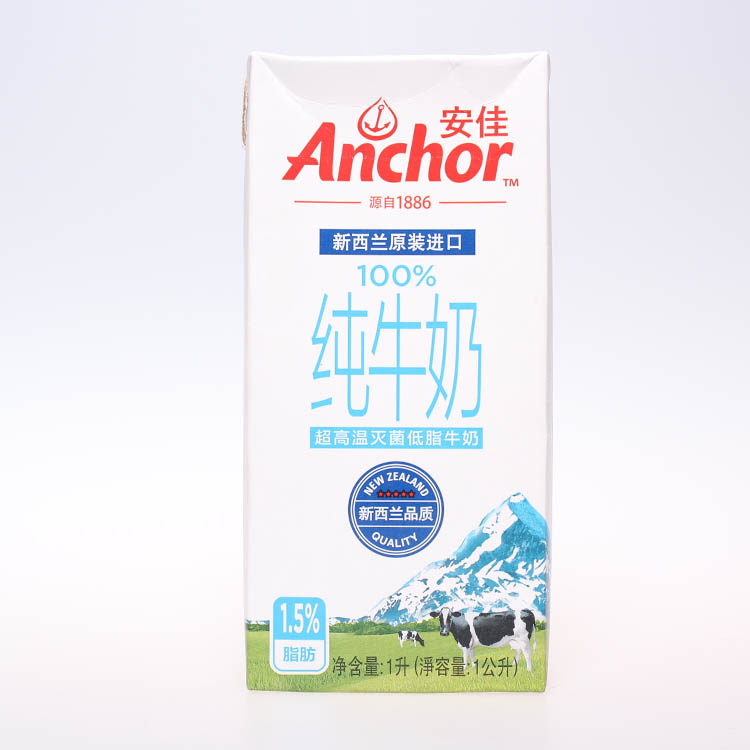 安佳
Anchor™
源自1886
新西兰原装进口
100%
纯牛奶
超高温灭菌低脂牛奶
NEW ZEALAND
新西兰品质
QUALITY
1.5%
脂肪
净含量:1升(淨容量:1公升)